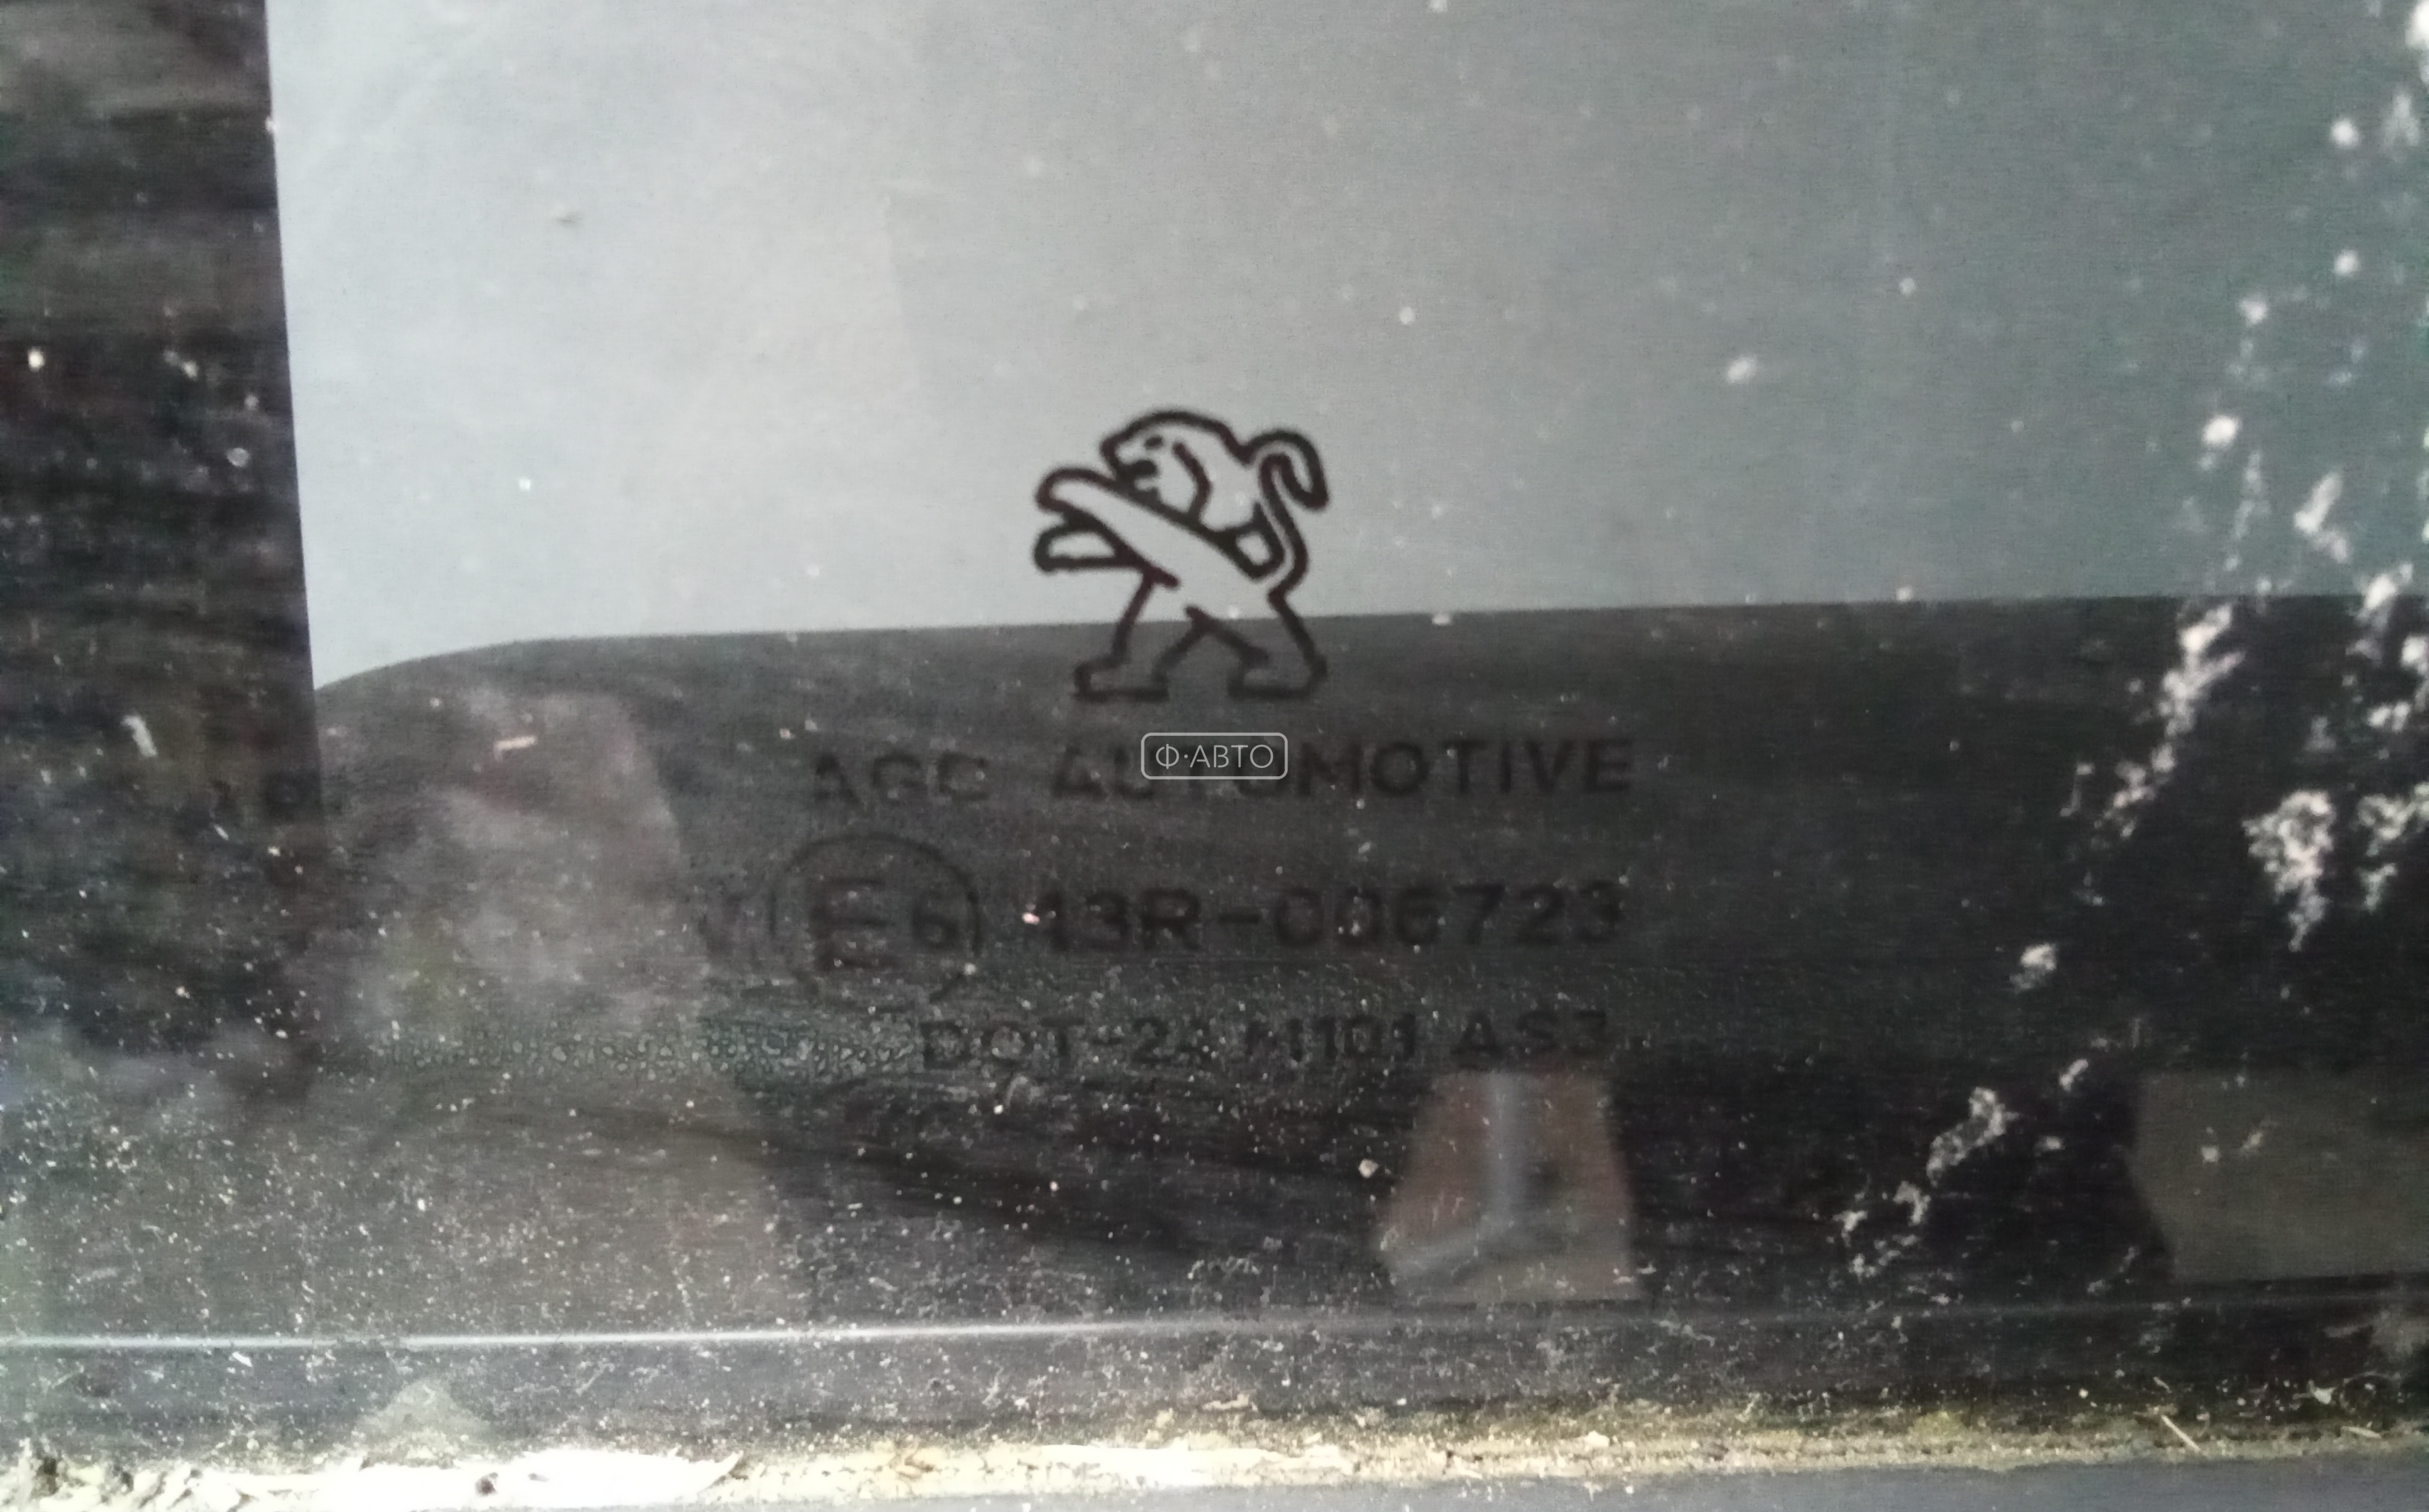 AGC AUTOMOTIVE
Ф·АВТО
E6 43R-006723
DOT-24 M101 AS3